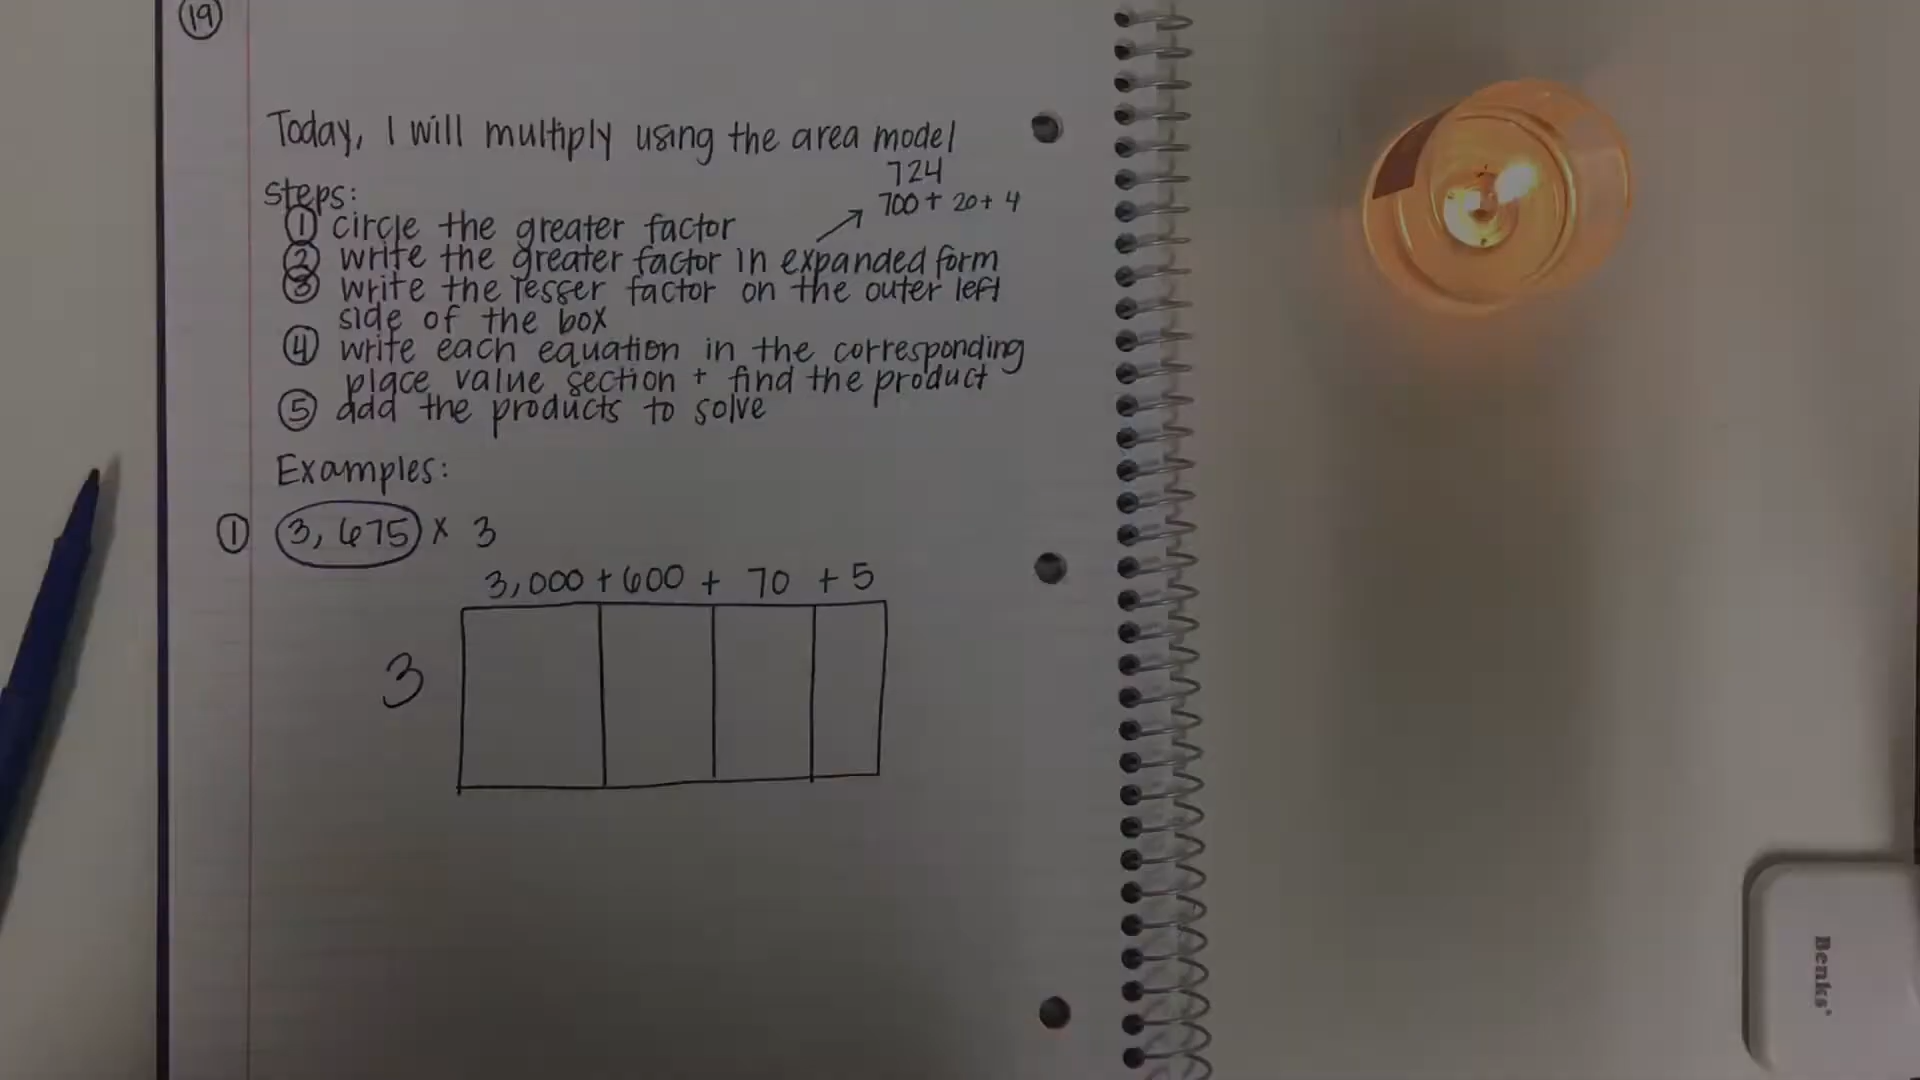 19
Today, I will multiply using the area model
724
steps:
700 + 20 + 4
① circle the greater factor
② write the greater factor in expanded form
③ write the lesser factor on the outer left
side of the box
④ write each equation in the corresponding
place value section + find the product
⑤ add the products to solve
Examples:
① 3,675 x 3
3,000 + 600 + 70 + 5
3
Benks